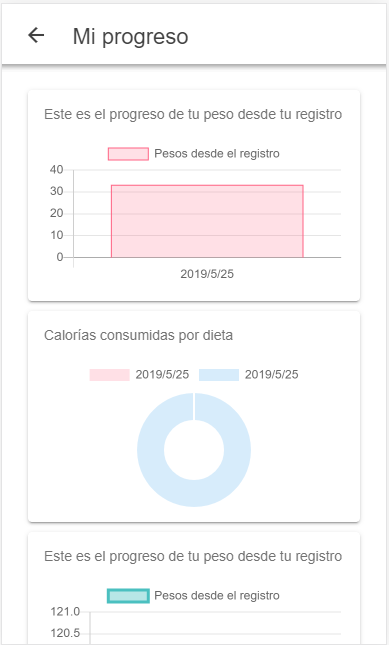 Mi progreso
Este es el progreso de tu peso desde tu registro
Pesos desde el registro
40
30
20
10
0
2019/5/25
Calorías consumidas por dieta
2019/5/25 2019/5/25
Este es el progreso de tu peso desde tu registro
Pesos desde el registro
121.0
120.5